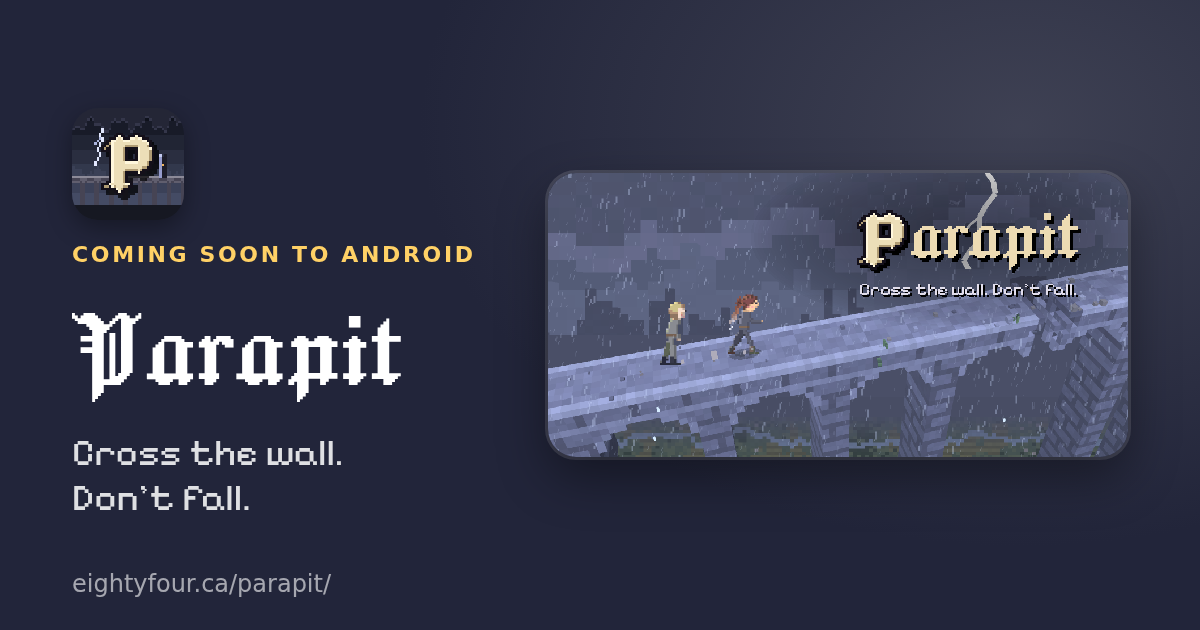 P
COMING SOON TO ANDROID
Parapit
Cross the wall.
Don't fall.
eightyfour.ca/parapit/
Parapit
Cross the wall. Don't fall.